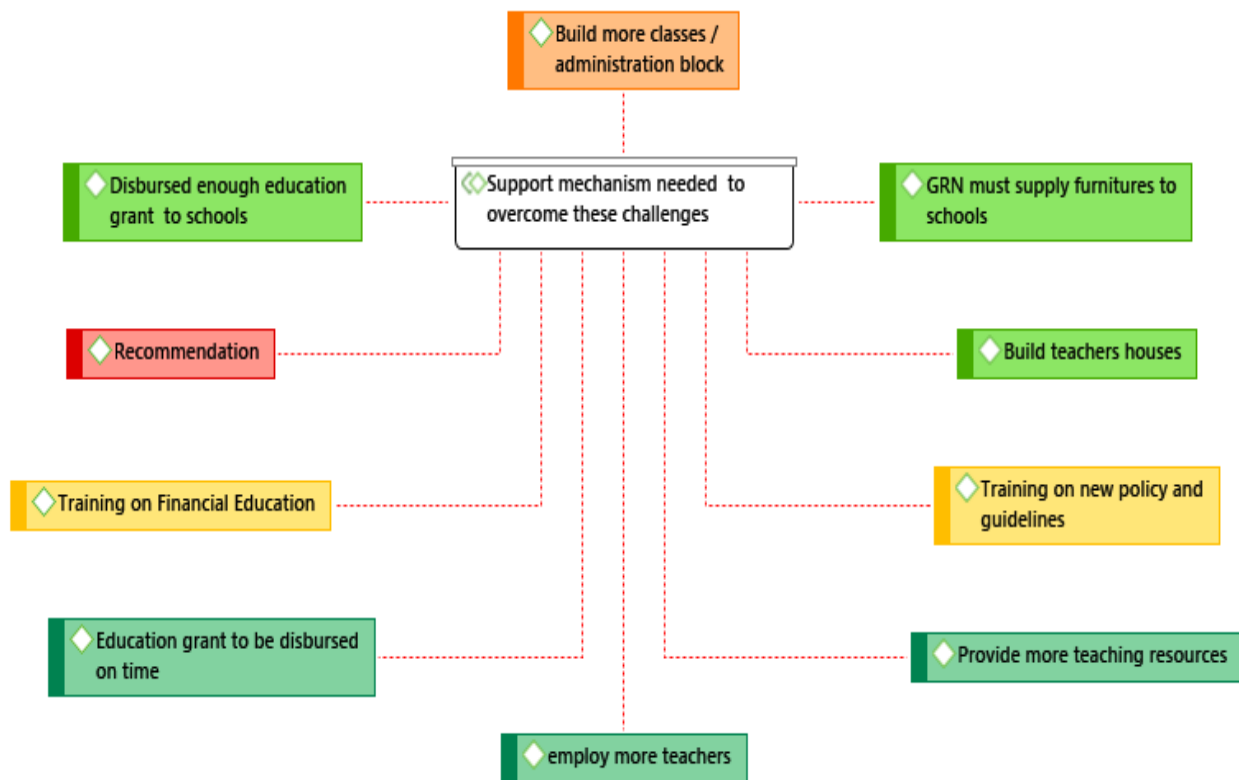 Build more classes /
administration block
Disbursed enough education
grant to schools
Support mechanism needed to
overcome these challenges
GRN must supply furnitures to
schools
Recommendation
Build teachers houses
Training on Financial Education
Training on new policy and
guidelines
Education grant to be disbursed
on time
Provide more teaching resources
employ more teachers